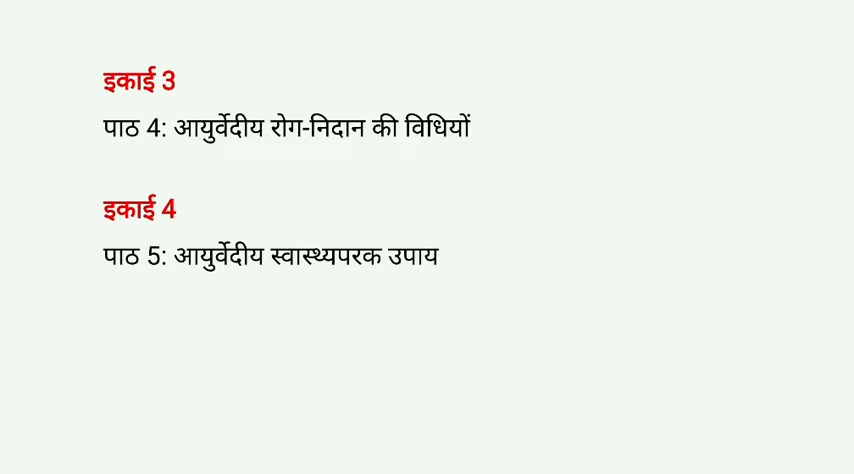 इकाई 3
पाठ 4: आयुर्वेदीय रोग-निदान की विधियों
इकाई 4
पाठ 5: आयुर्वेदीय स्वास्थ्यपरक उपाय